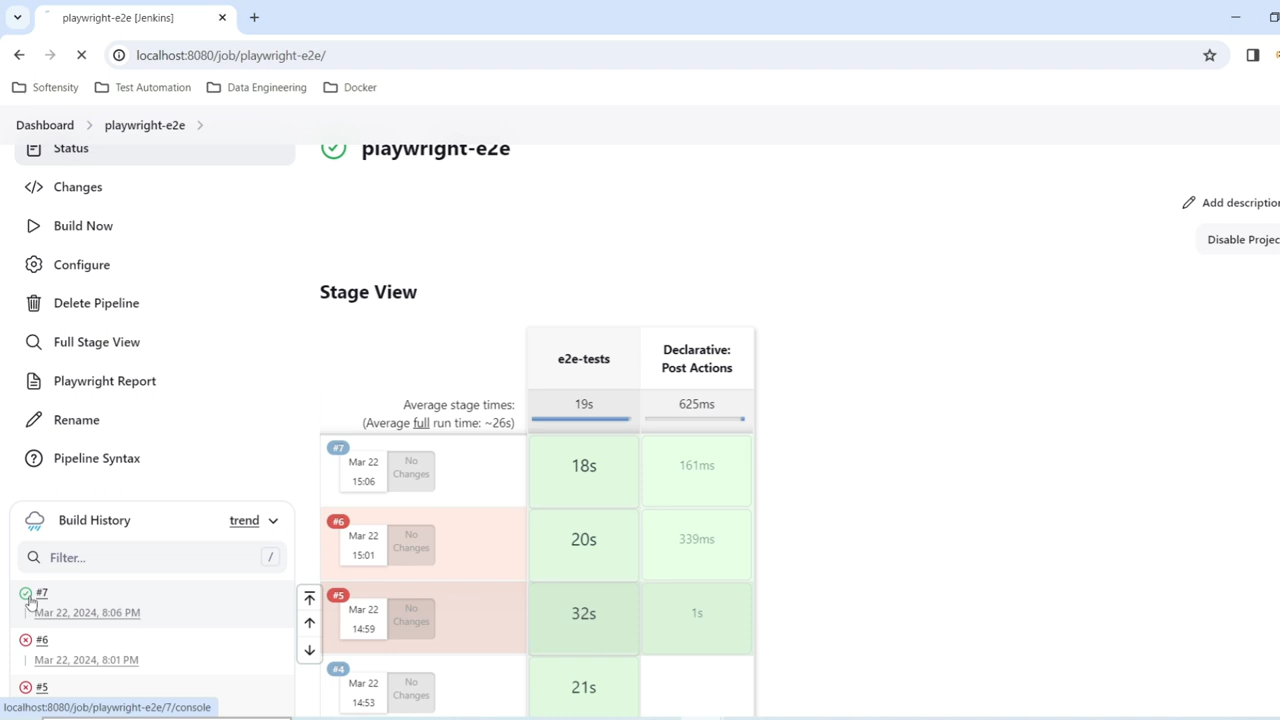 playwright-e2e [Jenkins]
localhost:8080/job/playwright-e2e/
Softensity
Test Automation
Data Engineering
Docker
Dashboard
playwright-e2e
Status
Changes
Build Now
Configure
Delete Pipeline
Full Stage View
Playwright Report
Rename
Pipeline Syntax
Build History
trend
Filter...
/
#7
Mar 22, 2024, 8:06 PM
#6
Mar 22, 2024, 8:01 PM
#5
localhost:8080/job/playwright-e2e/7/console
playwright-e2e
Add description
Disable Projec
Stage View
e2e-tests
Declarative:
Post Actions
Average stage times:
(Average full run time: ~26s)
19s
625ms
#7
Mar 22
15:06
No
Changes
18s
161ms
#6
Mar 22
15:01
No
Changes
20s
339ms
#5
Mar 22
14:59
No
Changes
32s
1s
#4
Mar 22
14:53
No
Changes
21s